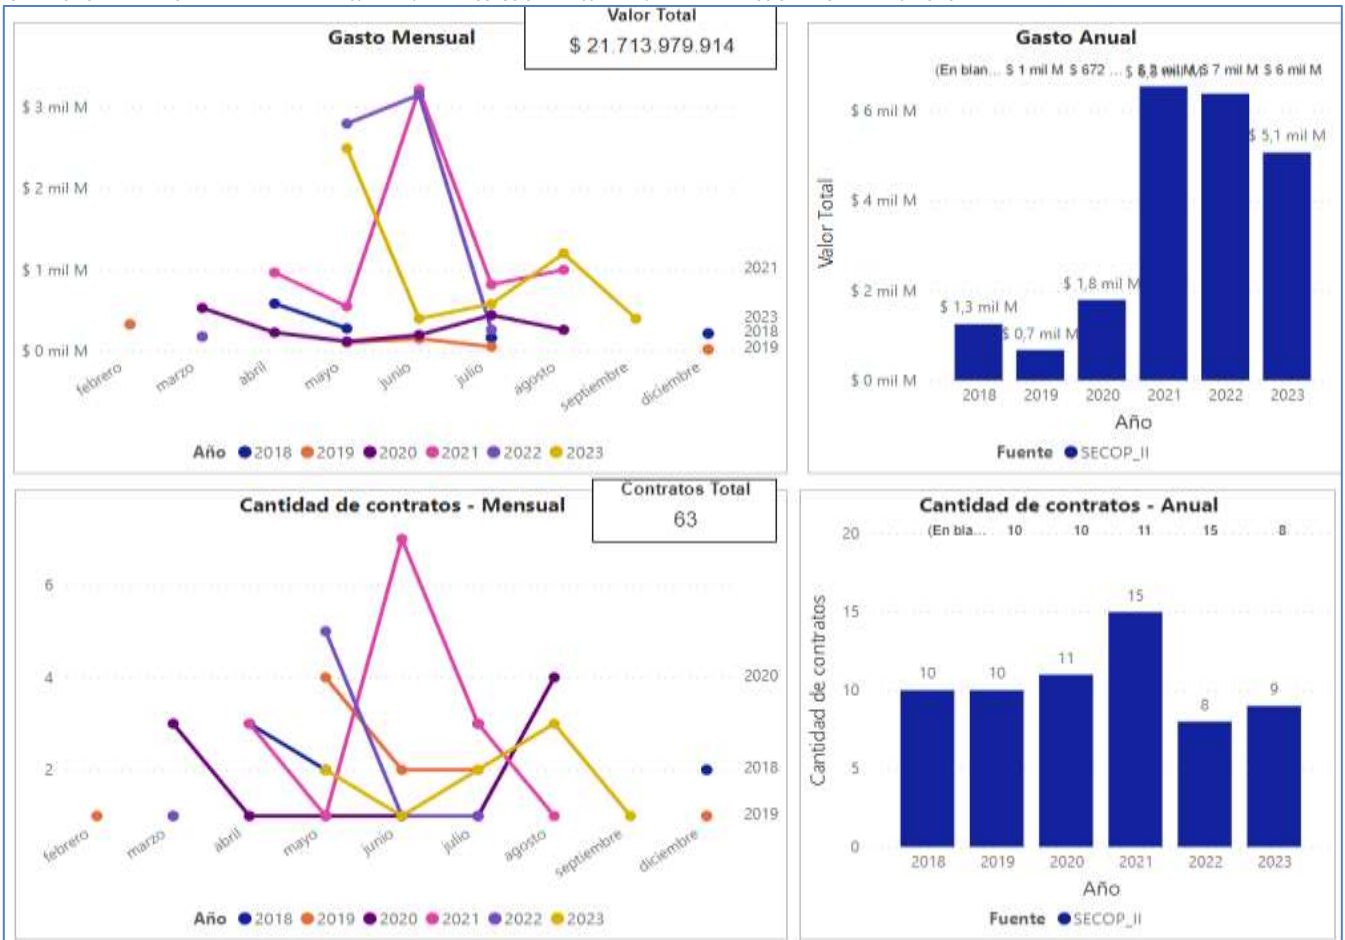 Valor Total
$ 21.713.979.914
Gasto Mensual
$ 3 mil M
$ 2 mil M
$ 1 mil M
$ 0 mil M
2021
2023
2018
2019
febrero marzo abril mayo junio julio agosto septiembre diciembre
Año 2018 2019 2020 2021 2022 2023
Gasto Anual
(En blan... $ 1 mil M $ 672 ... $ 7 mil M $ 6 mil M
$ 6 mil M
$ 4 mil M
$ 2 mil M
$ 0 mil M
Valor Total
$ 1,3 mil M
$ 0,7 mil M
$ 1,8 mil M
$ 5,1 mil M
2018 2019 2020 2021 2022 2023
Año
Fuente SECOP_II
Contratos Total
63
Cantidad de contratos - Mensual
6
4
2
2020
2018
2019
febrero marzo abril mayo junio julio agosto septiembre diciembre
Año 2018 2019 2020 2021 2022 2023
Cantidad de contratos - Anual
(En bla... 10 10 11 15 8
20
15
10
5
0
Cantidad de contratos
10 10 11 15 8 9
2018 2019 2020 2021 2022 2023
Año
Fuente SECOP_II